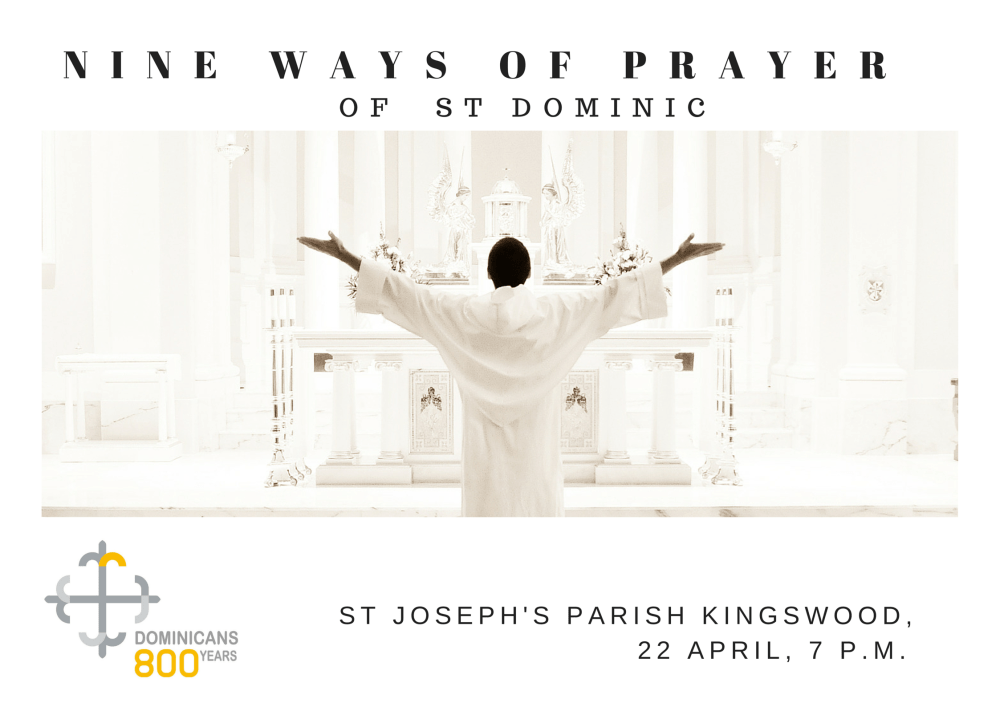 NINE WAYS OF PRAYER
OF ST DOMINIC
DOMINICANS
800 YEARS
ST JOSEPH'S PARISH KINGSWOOD,
22 APRIL, 7 P.M.